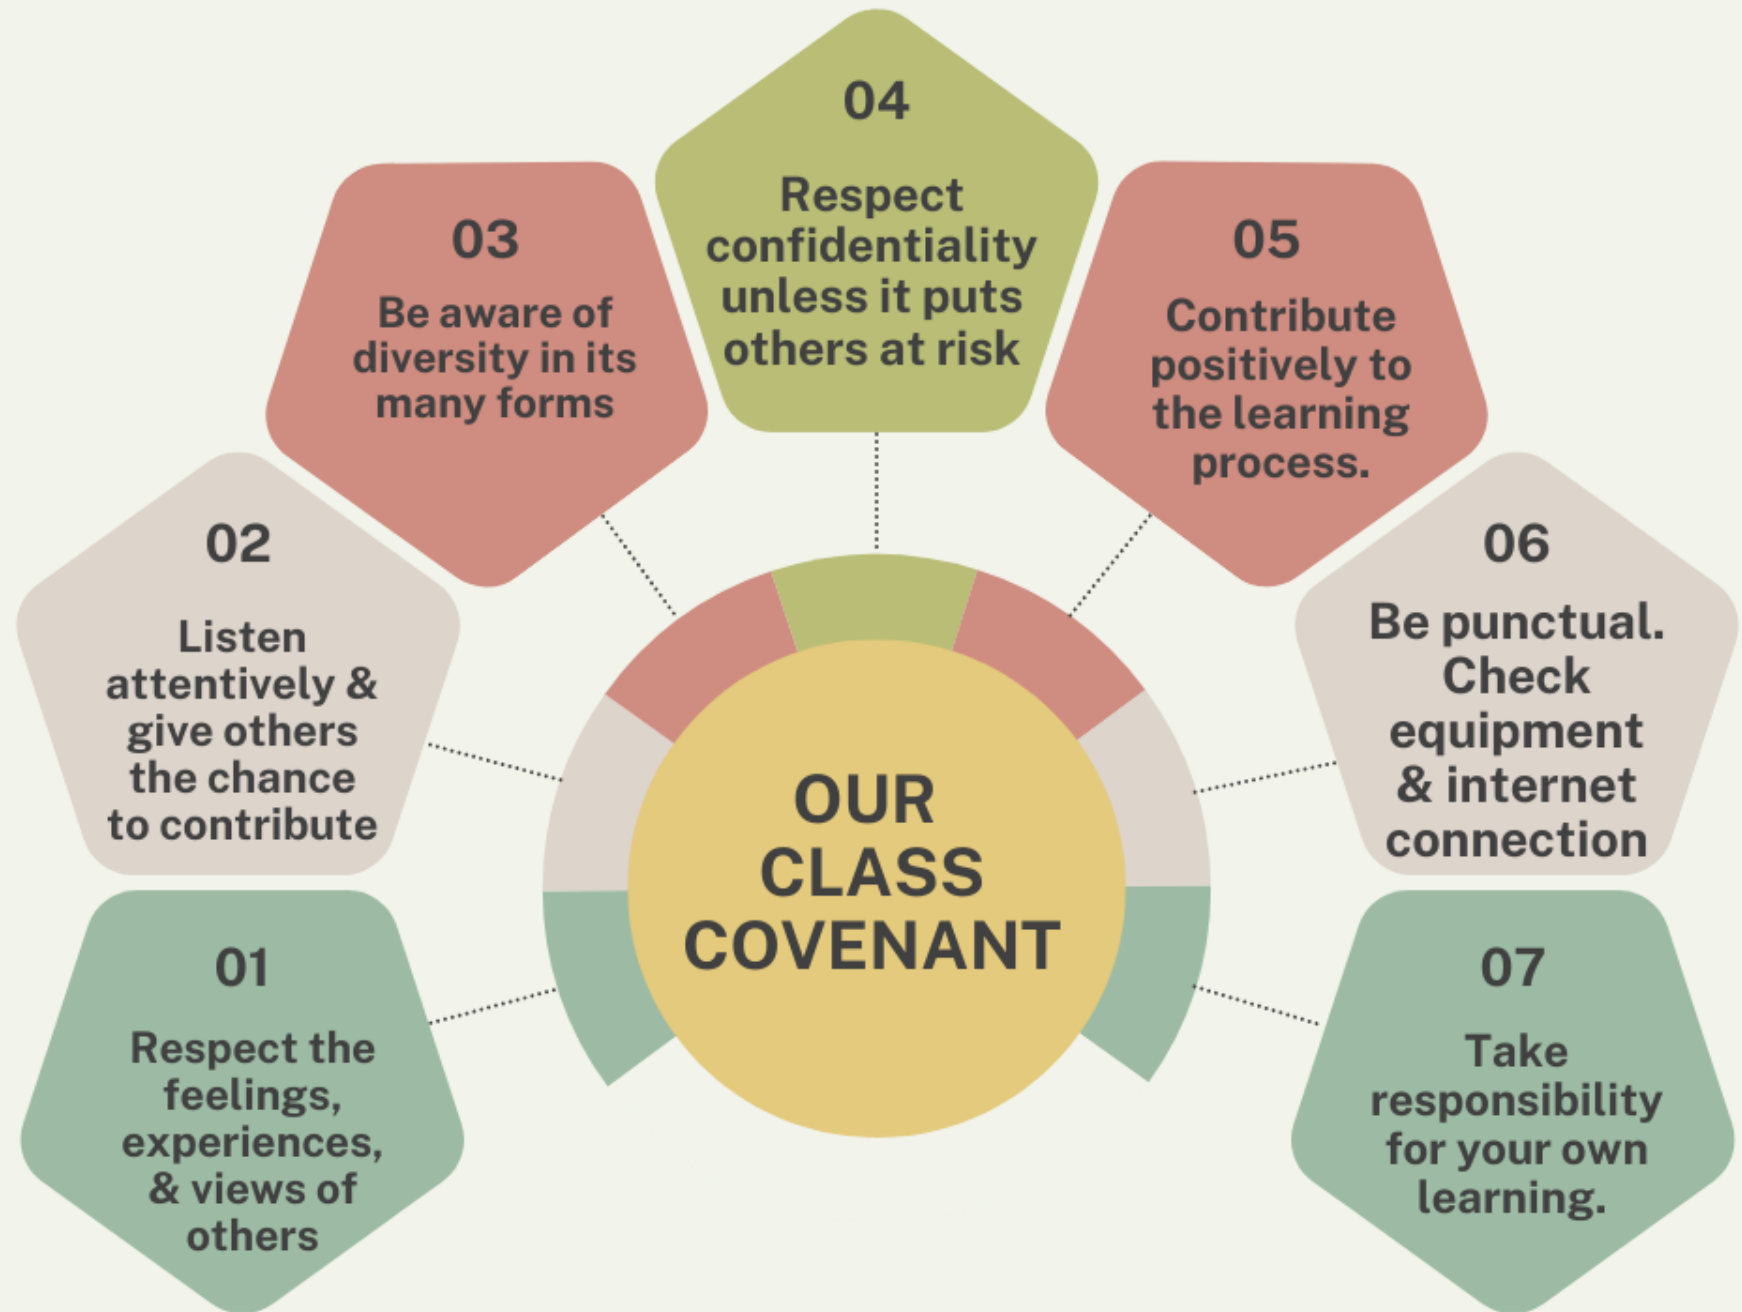 04
Respect
confidentiality
unless it puts
others at risk
03
Be aware of
diversity in its
many forms
05
Contribute
positively to
the learning
process.
02
Listen
attentively &
give others
the chance
to contribute
06
Be punctual.
Check
equipment
& internet
connection
OUR
CLASS
COVENANT
01
Respect the
feelings,
experiences,
& views of
others
07
Take
responsibility
for your own
learning.